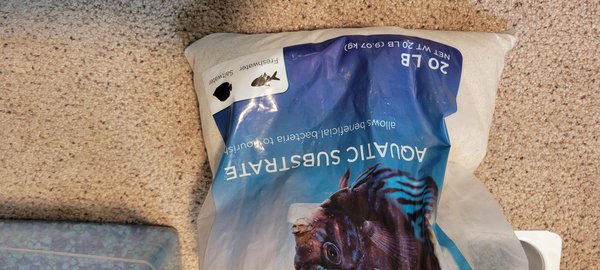 AQUATIC SUBSTRATE
allows beneficial bacteria to flourish
Freshwater
Saltwater
20 LB
NET WT 20 LB (9.07 kg)